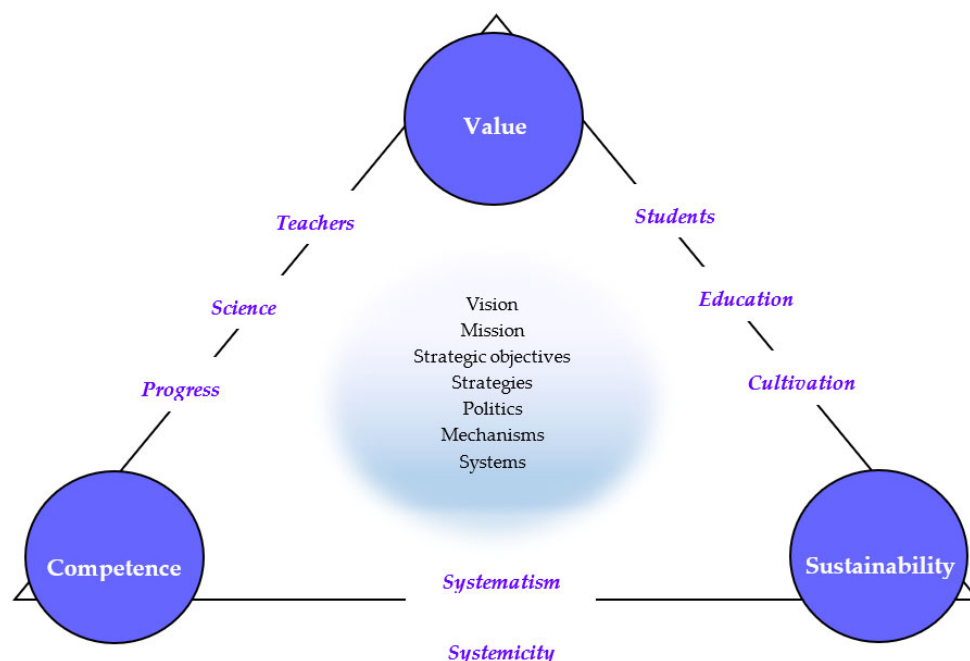 Value
Teachers
Students
Science
Education
Progress
Cultivation
Vision
Mission
Strategic objectives
Strategies
Politics
Mechanisms
Systems
Competence
Sustainability
Systematism
Systemicity